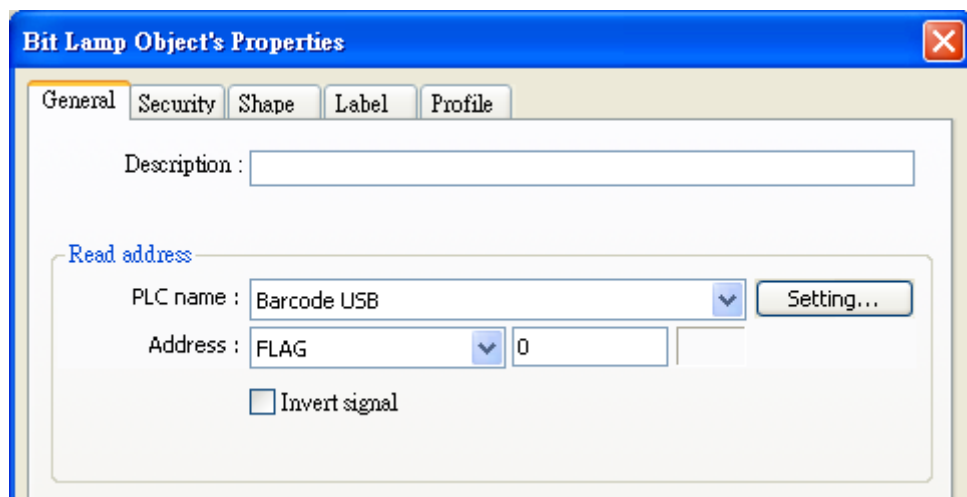 Bit Lamp Object's Properties
General Security Shape Label Profile
Description :
Read address
PLC name : Barcode USB Setting...
Address : FLAG 0
Invert signal